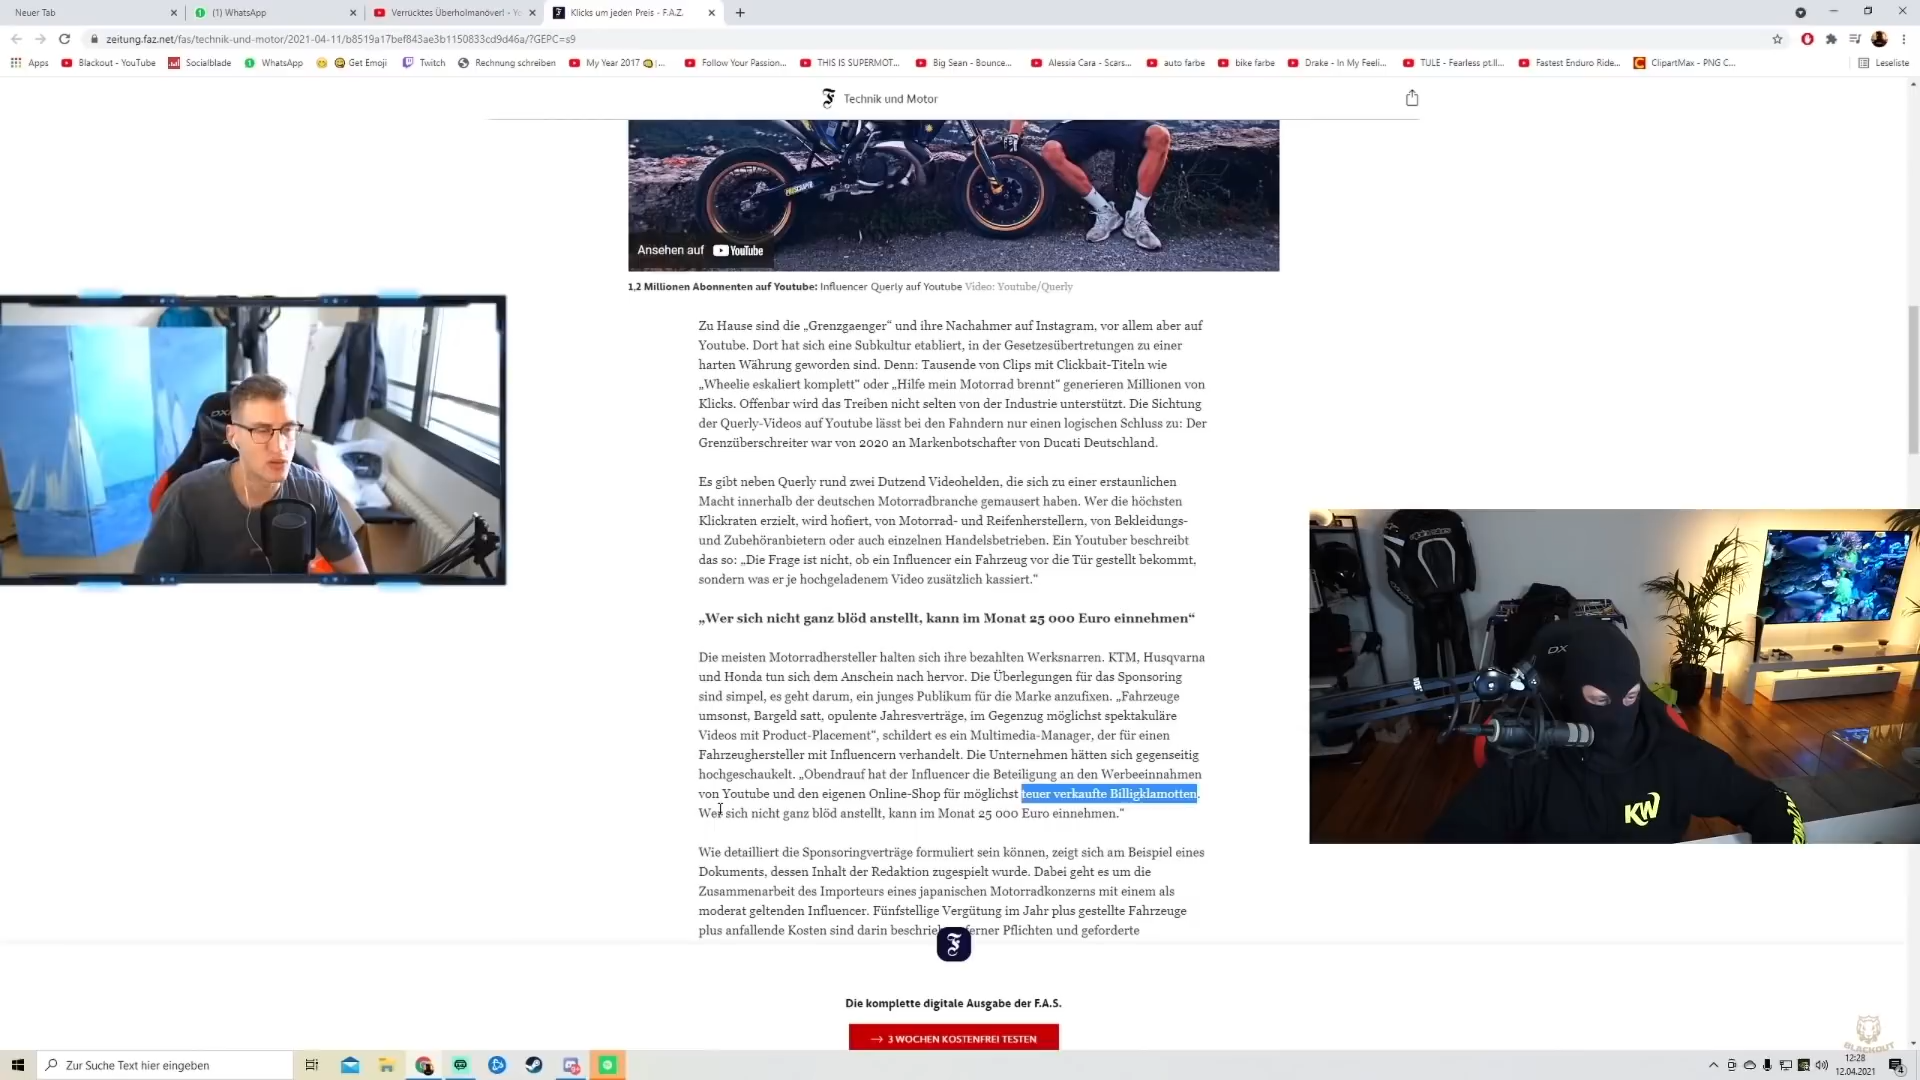 Neuer Tab
(1) WhatsApp
Verrücktes Überholmanöver! - Yo
Klicks um jeden Preis - F.A.Z.
zeitung.faz.net/fas/technik-und-motor/2021-04-11/b8519a17bef843ae3b1150833cd9d46a/?GEPC=s9
Apps
Blackout - YouTube
Socialblade
WhatsApp
Get Emoji
Twitch
Rechnung schreiben
My Year 2017 |...
Follow Your Passion...
THIS IS SUPERMOT...
Big Sean - Bounce...
Alessia Cara - Scars...
auto farbe
bike farbe
Drake - In My Feeli...
TULE - Fearless pt.II...
Fastest Enduro Ride...
ClipartMax - PNG C...
Leseliste
Technik und Motor
Ansehen auf YouTube
1,2 Millionen Abonnenten auf Youtube: Influencer Querly auf Youtube Video: Youtube/Querly
Zu Hause sind die „Grenzgaenger“ und ihre Nachahmer auf Instagram, vor allem aber auf
Youtube. Dort hat sich eine Subkultur etabliert, in der Gesetzesübertretungen zu einer
harten Währung geworden sind. Denn: Tausende von Clips mit Clickbait-Titeln wie
„Wheelie eskaliert komplett“ oder „Hilfe mein Motorrad brennt“ generieren Millionen von
Klicks. Offenbar wird das Treiben nicht selten von der Industrie unterstützt. Die Sichtung
der Querly-Videos auf Youtube lässt bei den Fahndern nur einen logischen Schluss zu: Der
Grenzüberschreiter war von 2020 an Markenbotschafter von Ducati Deutschland.
Es gibt neben Querly rund zwei Dutzend Videohelden, die sich zu einer erstaunlichen
Macht innerhalb der deutschen Motorradbranche gemausert haben. Wer die höchsten
Klickraten erzielt, wird hofiert, von Motorrad- und Reifenherstellern, von Bekleidungs-
und Zubehöranbietern oder auch einzelnen Handelsbetrieben. Ein Youtuber beschreibt
das so: „Die Frage ist nicht, ob ein Influencer ein Fahrzeug vor die Tür gestellt bekommt,
sondern was er je hochgeladenem Video zusätzlich kassiert.“
„Wer sich nicht ganz blöd anstellt, kann im Monat 25 000 Euro einnehmen“
Die meisten Motorradhersteller halten sich ihre bezahlten Werksnarren. KTM, Husqvarna
und Honda tun sich dem Anschein nach hervor. Die Überlegungen für das Sponsoring
sind simpel, es geht darum, ein junges Publikum für die Marke anzufixen. „Fahrzeuge
umsonst, Bargeld satt, opulente Jahresverträge, im Gegenzug möglichst spektakuläre
Videos mit Product-Placement“, schildert es ein Multimedia-Manager, der für einen
Fahrzeughersteller mit Influencern verhandelt. Die Unternehmen hätten sich gegenseitig
hochgeschaukelt. „Obendrauf hat der Influencer die Beteiligung an den Werbeeinnahmen
von Youtube und den eigenen Online-Shop für möglichst teuer verkaufte Billigklamotten.
Wer sich nicht ganz blöd anstellt, kann im Monat 25 000 Euro einnehmen.“
Wie detailliert die Sponsoringverträge formuliert sein können, zeigt sich am Beispiel eines
Dokuments, dessen Inhalt der Redaktion zugespielt wurde. Dabei geht es um die
Zusammenarbeit des Importeurs eines japanischen Motorradkonzerns mit einem als
moderat geltenden Influencer. Fünfstellige Vergütung im Jahr plus gestellte Fahrzeuge
plus anfallende Kosten sind darin Pflichten und geforderte
Die komplette digitale Ausgabe der F.A.S.
→ 3 WOCHEN KOSTENFREI TESTEN
DX
KW
BLACKOUT
Zur Suche Text hier eingeben
12:28
12.04.2021